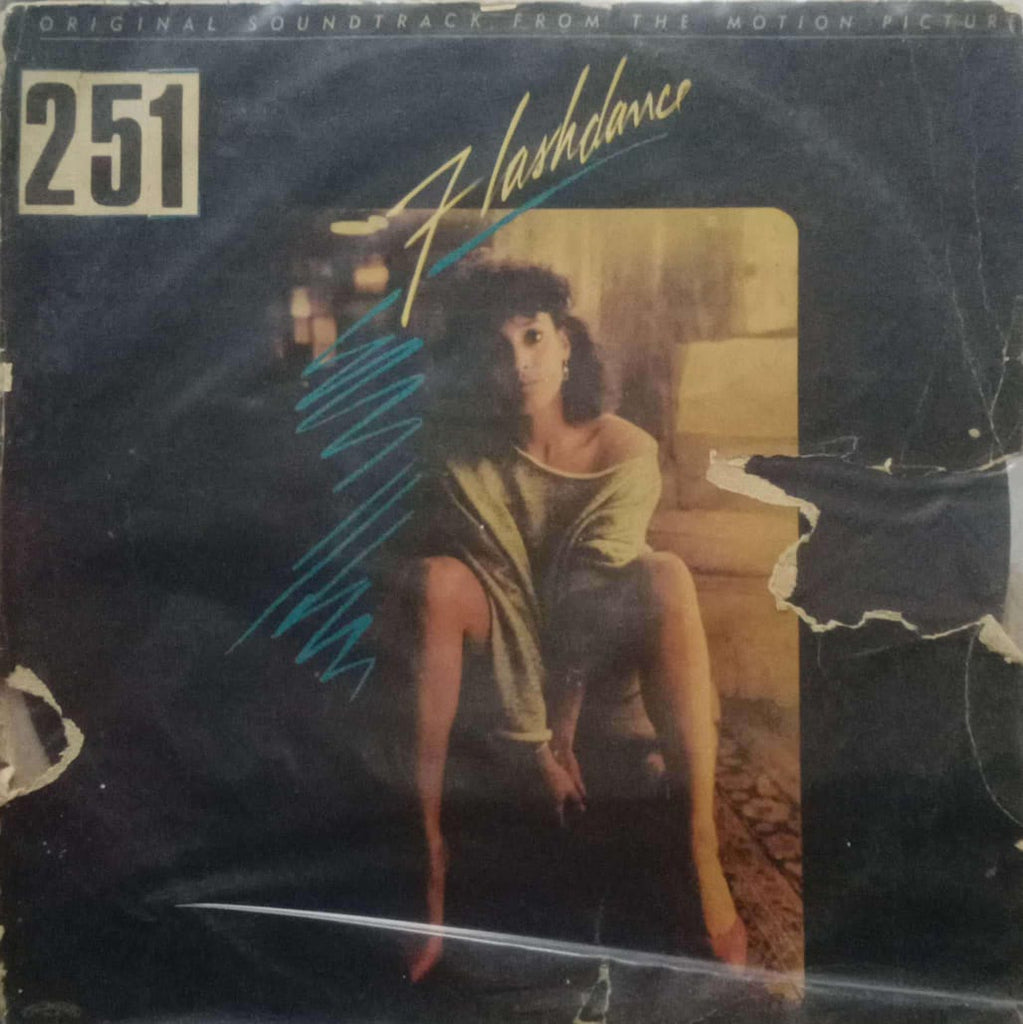 ORIGINAL SOUNDTRACK FROM THE MOTION PICTURE
251
Flashdance